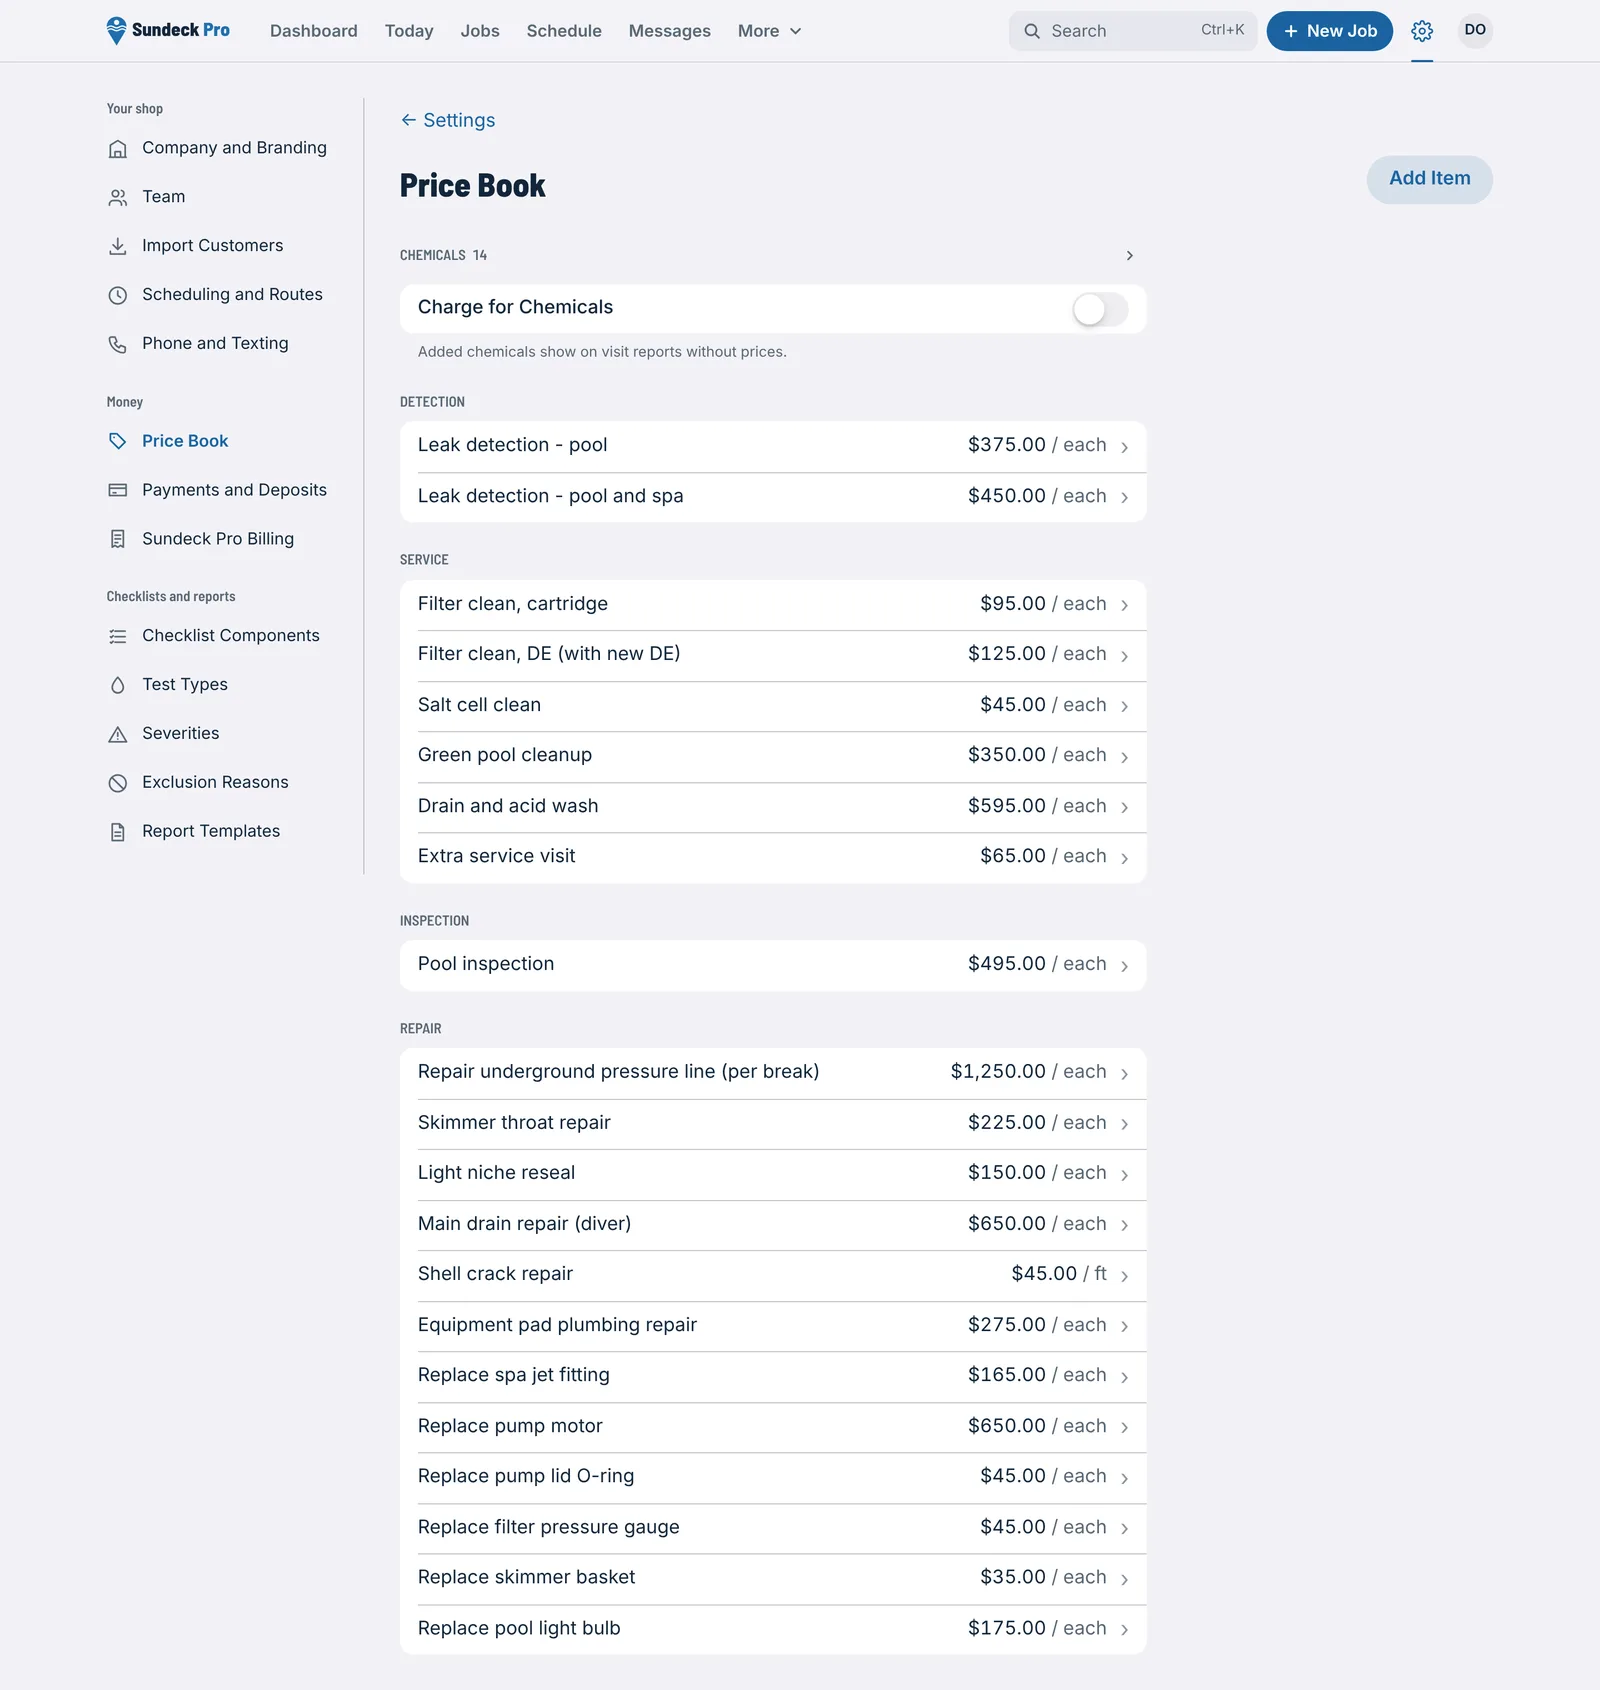 Sundeck Pro
Dashboard Today Jobs Schedule Messages More
Search Ctrl+K
+ New Job
DO
Your shop
Company and Branding
Team
Import Customers
Scheduling and Routes
Phone and Texting
Money
Price Book
Payments and Deposits
Sundeck Pro Billing
Checklists and reports
Checklist Components
Test Types
Severities
Exclusion Reasons
Report Templates
← Settings
Price Book
Add Item
CHEMICALS 14
Charge for Chemicals
Added chemicals show on visit reports without prices.
DETECTION
Leak detection - pool $375.00 / each
Leak detection - pool and spa $450.00 / each
SERVICE
Filter clean, cartridge $95.00 / each
Filter clean, DE (with new DE) $125.00 / each
Salt cell clean $45.00 / each
Green pool cleanup $350.00 / each
Drain and acid wash $595.00 / each
Extra service visit $65.00 / each
INSPECTION
Pool inspection $495.00 / each
REPAIR
Repair underground pressure line (per break) $1,250.00 / each
Skimmer throat repair $225.00 / each
Light niche reseal $150.00 / each
Main drain repair (diver) $650.00 / each
Shell crack repair $45.00 / ft
Equipment pad plumbing repair $275.00 / each
Replace spa jet fitting $165.00 / each
Replace pump motor $650.00 / each
Replace pump lid O-ring $45.00 / each
Replace filter pressure gauge $45.00 / each
Replace skimmer basket $35.00 / each
Replace pool light bulb $175.00 / each